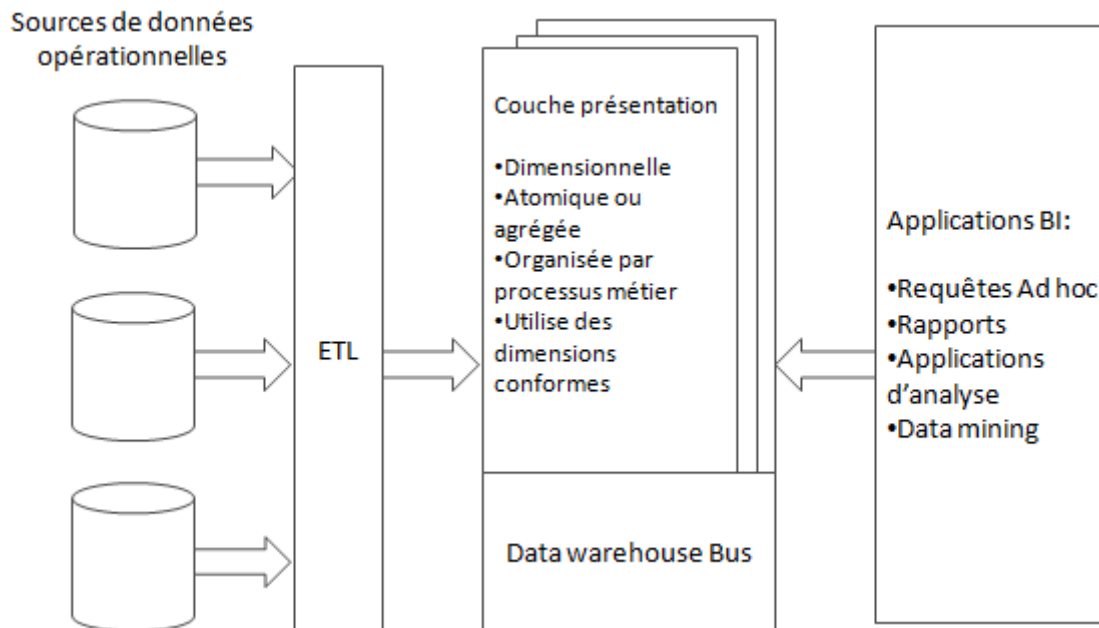 Sources de données
opérationnelles
ETL
Couche présentation
•Dimensionnelle
•Atomique ou
agrégée
•Organisée par
processus métier
•Utilise des
dimensions
conformes
Data warehouse Bus
Applications BI:
•Requêtes Ad hoc
•Rapports
•Applications
d'analyse
•Data mining